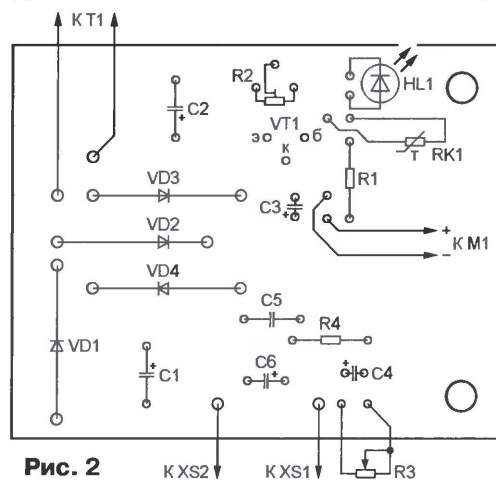 К Т1
R2
HL1
C2
VT1
э
б
к
т
RK1
VD3
R1
C3
+
VD2
+
К М1
−
VD4
C5
VD1
R4
+
C1
C6
+
+
C4
Рис. 2
К XS2
К XS1
R3